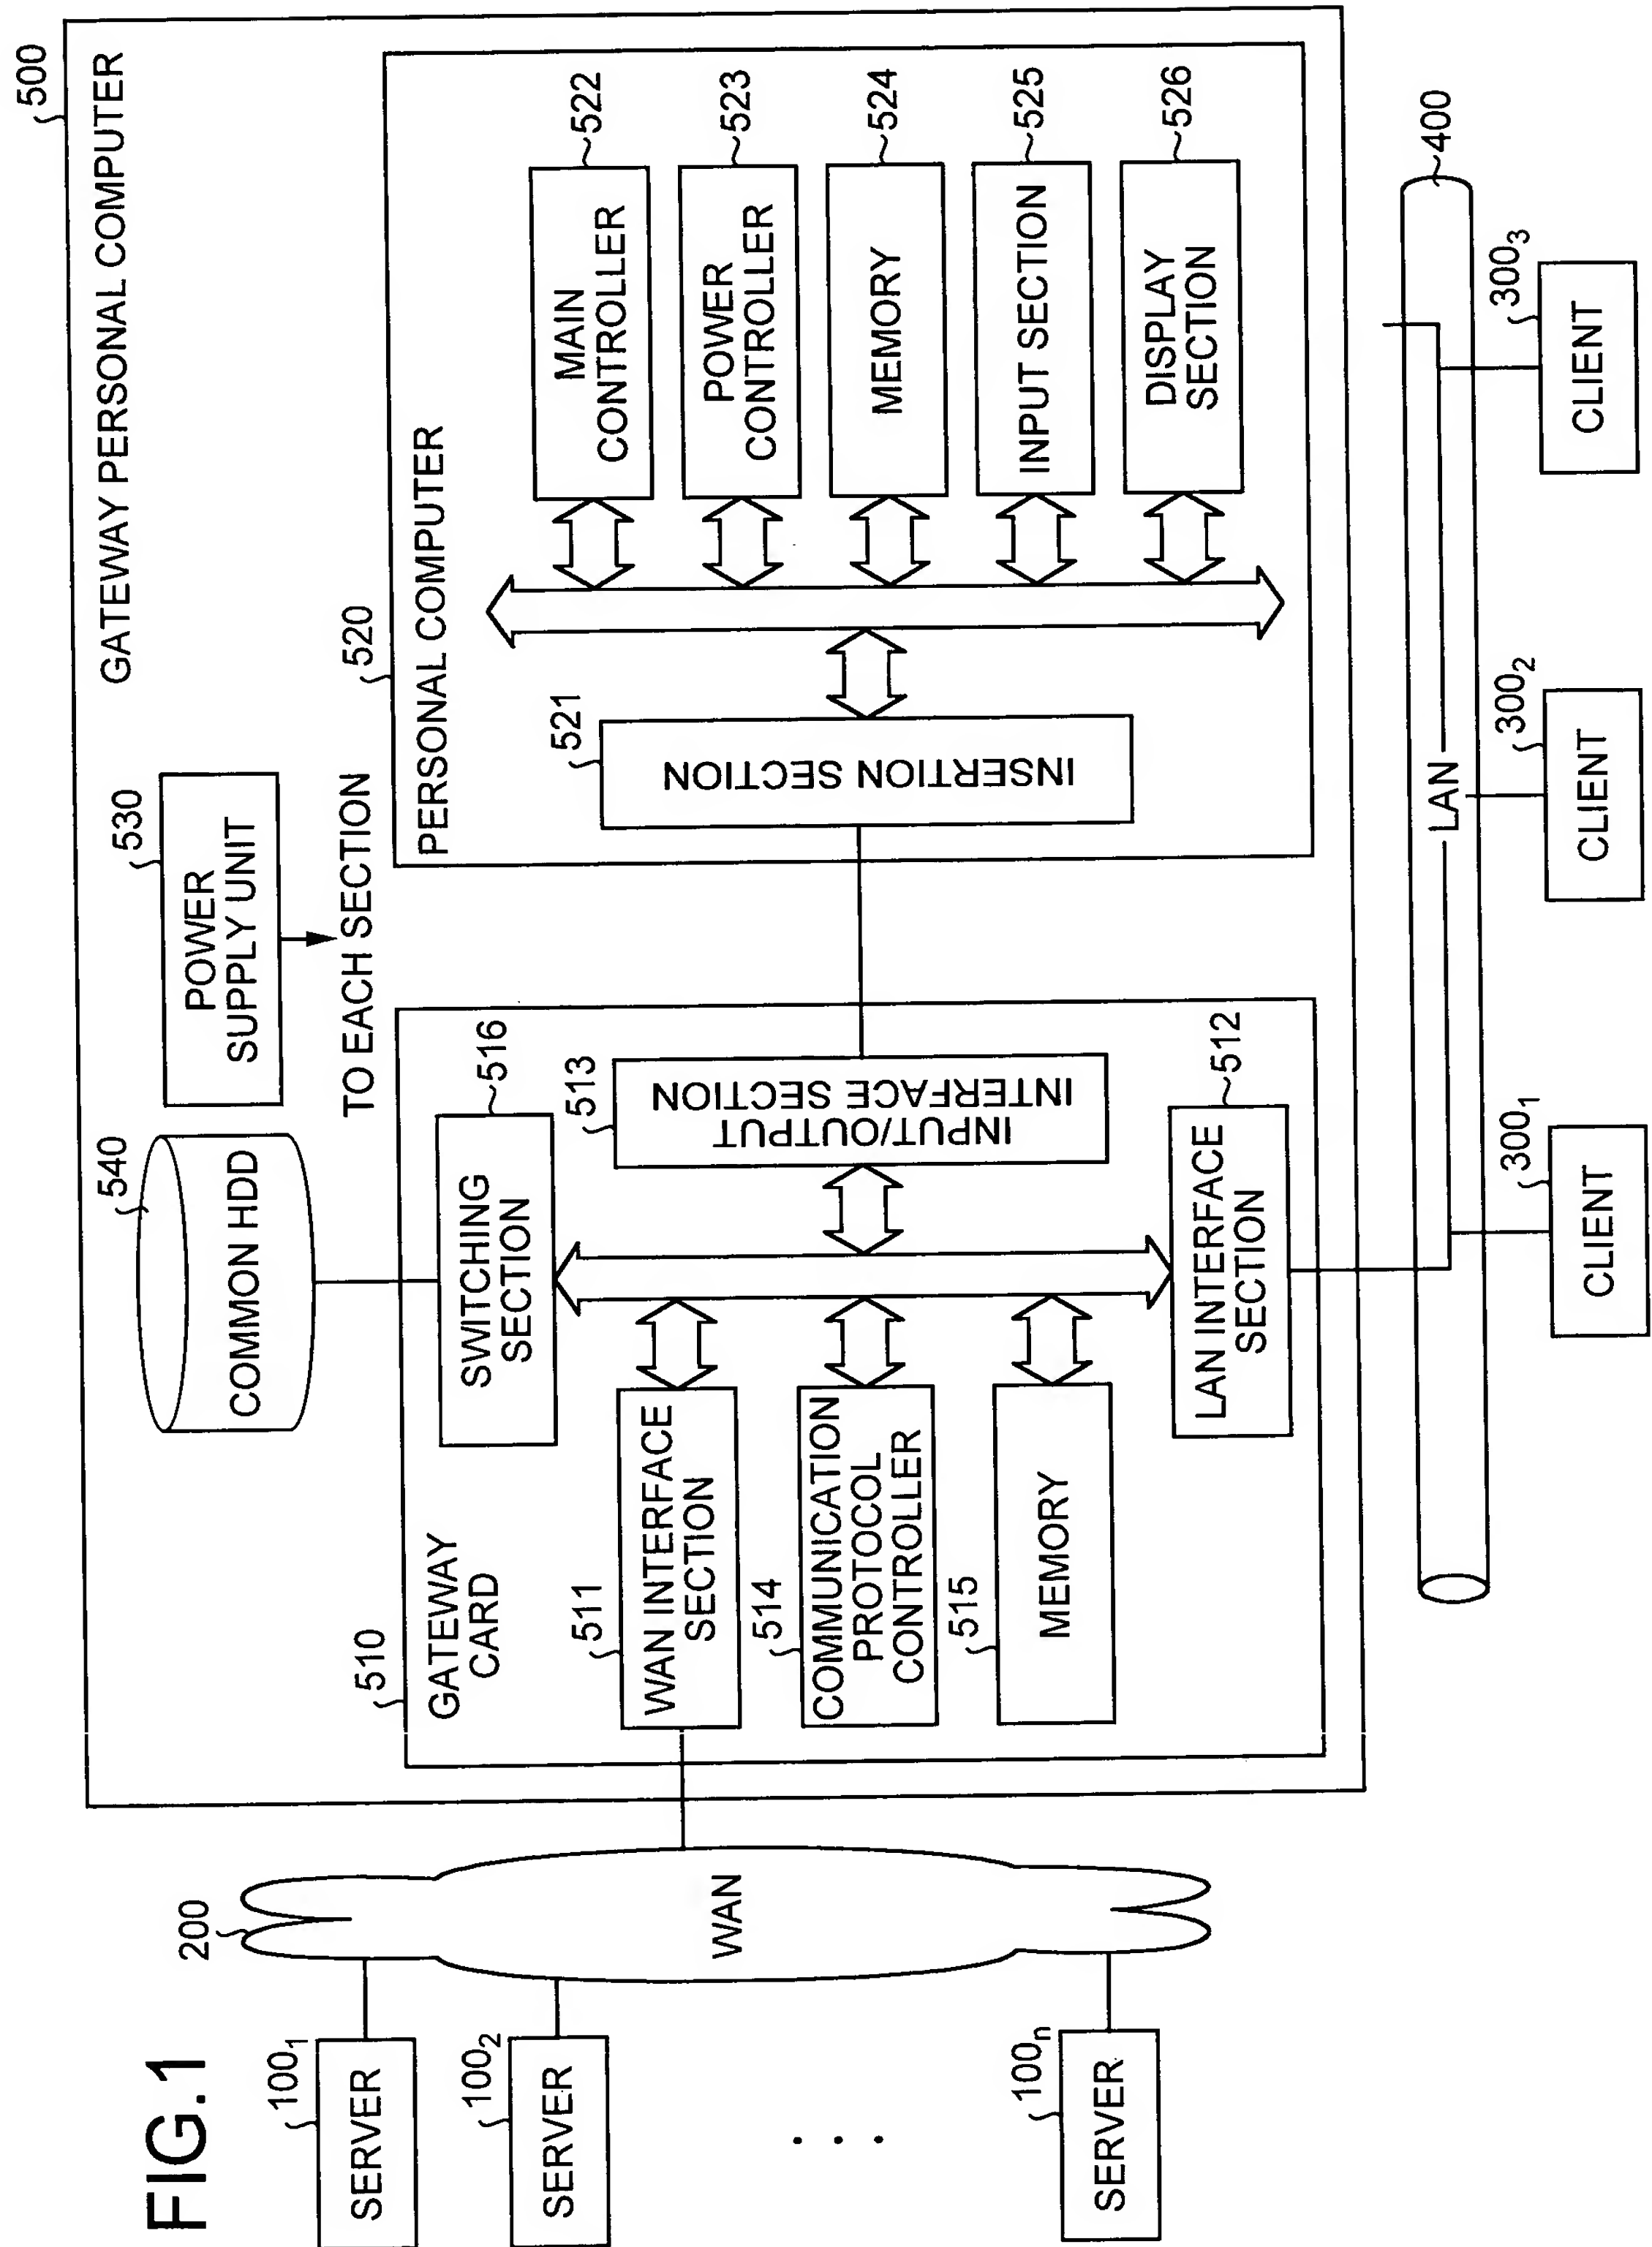 FIG.1
500
GATEWAY PERSONAL COMPUTER
540
COMMON HDD
530
POWER
SUPPLY UNIT
TO EACH SECTION
200
WAN
100₁
SERVER
100₂
SERVER
. . .
100ₙ
SERVER
510
GATEWAY
CARD
516
SWITCHING
SECTION
511
WAN INTERFACE
SECTION
514
COMMUNICATION
PROTOCOL
CONTROLLER
515
MEMORY
513
INPUT/OUTPUT
INTERFACE SECTION
512
LAN INTERFACE
SECTION
520
PERSONAL COMPUTER
521
INSERTION SECTION
522
MAIN
CONTROLLER
523
POWER
CONTROLLER
524
MEMORY
525
INPUT SECTION
526
DISPLAY
SECTION
400
LAN
300₁
CLIENT
300₂
CLIENT
300₃
CLIENT